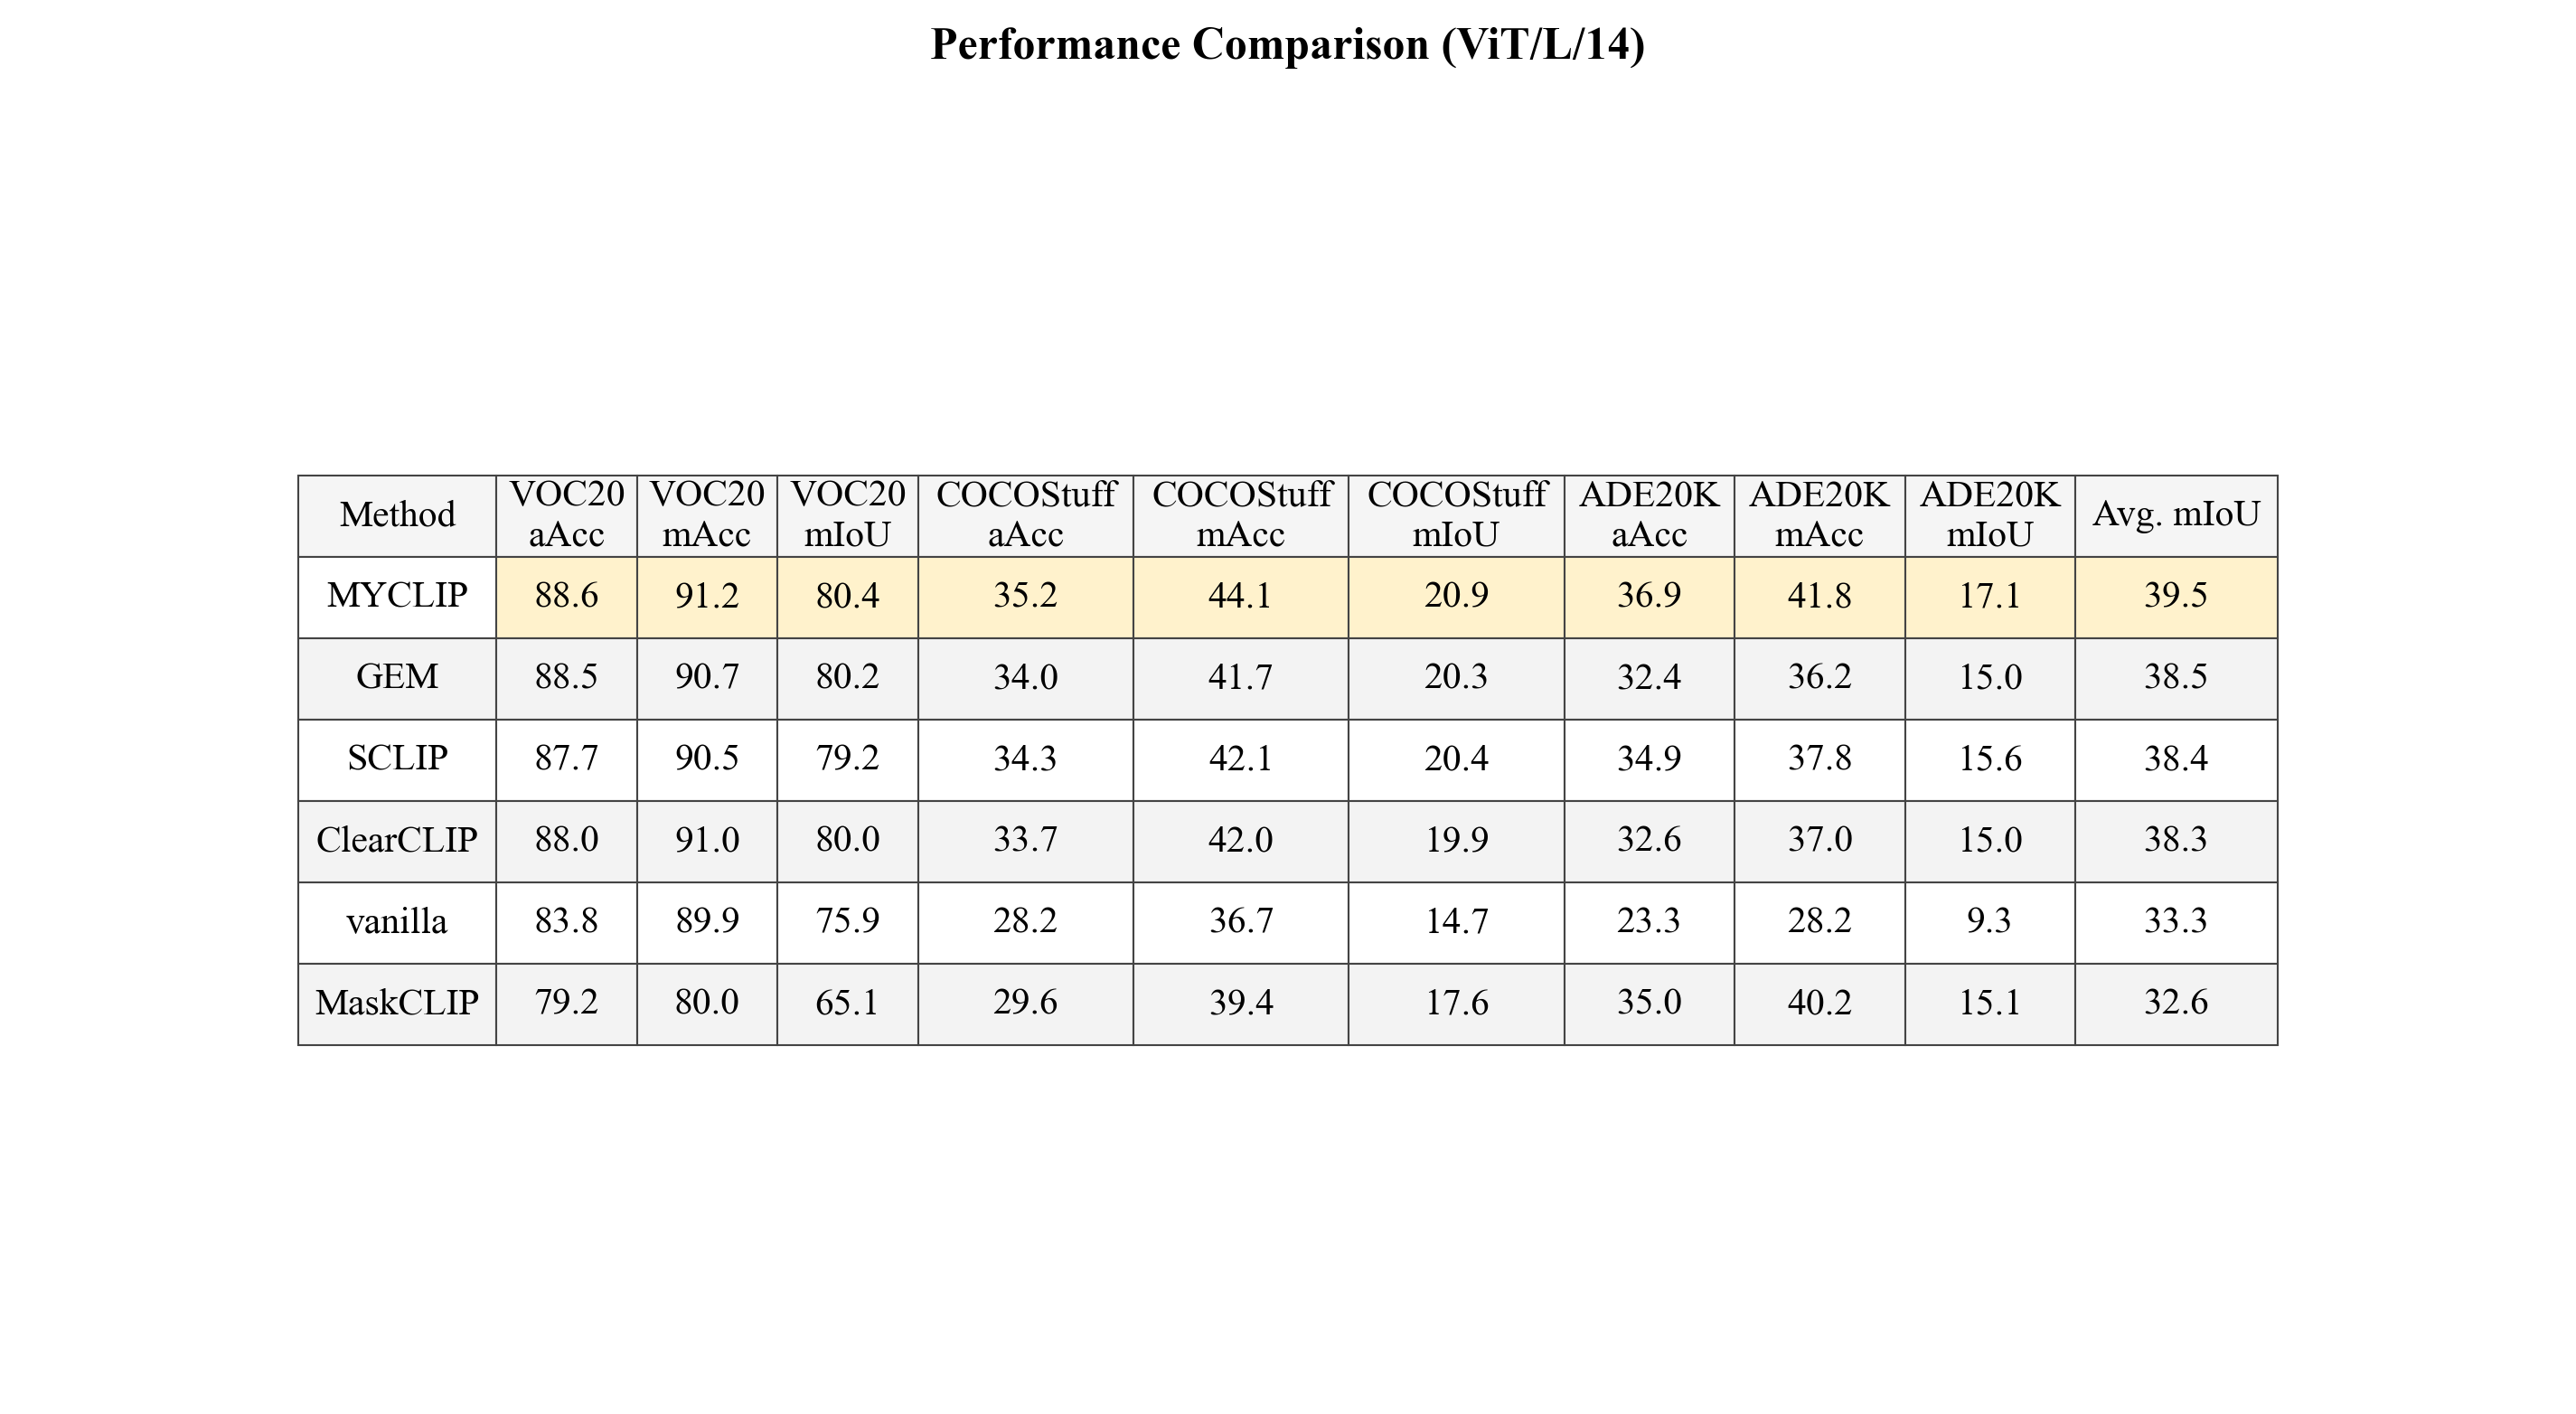 Performance Comparison (ViT/L/14)
Method VOC20 aAcc VOC20 mAcc VOC20 mIoU COCOStuff aAcc COCOStuff mAcc COCOStuff mIoU ADE20K aAcc ADE20K mAcc ADE20K mIoU Avg. mIoU
MYCLIP 88.6 91.2 80.4 35.2 44.1 20.9 36.9 41.8 17.1 39.5
GEM 88.5 90.7 80.2 34.0 41.7 20.3 32.4 36.2 15.0 38.5
SCLIP 87.7 90.5 79.2 34.3 42.1 20.4 34.9 37.8 15.6 38.4
ClearCLIP 88.0 91.0 80.0 33.7 42.0 19.9 32.6 37.0 15.0 38.3
vanilla 83.8 89.9 75.9 28.2 36.7 14.7 23.3 28.2 9.3 33.3
MaskCLIP 79.2 80.0 65.1 29.6 39.4 17.6 35.0 40.2 15.1 32.6